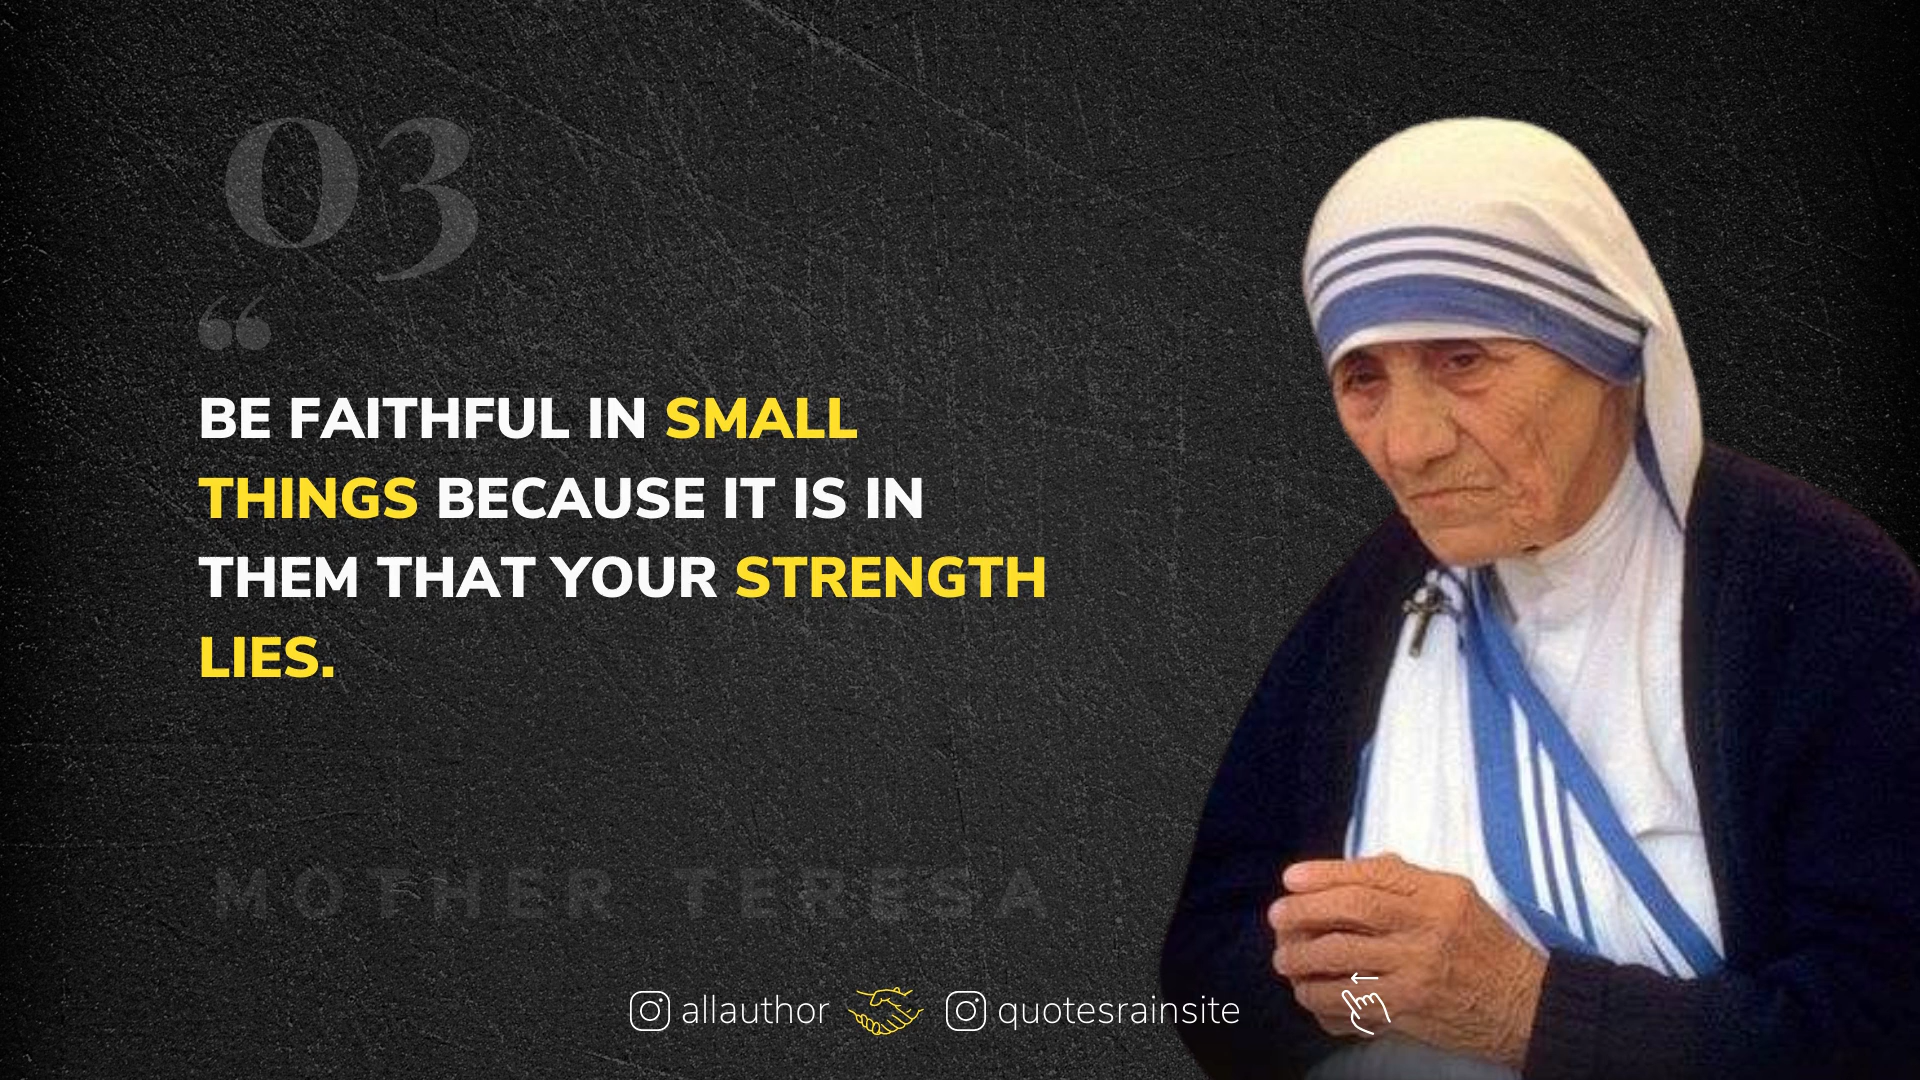 03
“
BE FAITHFUL IN SMALL
THINGS BECAUSE IT IS IN
THEM THAT YOUR STRENGTH
LIES.
MOTHER TERESA
allauthor quotesrainsite